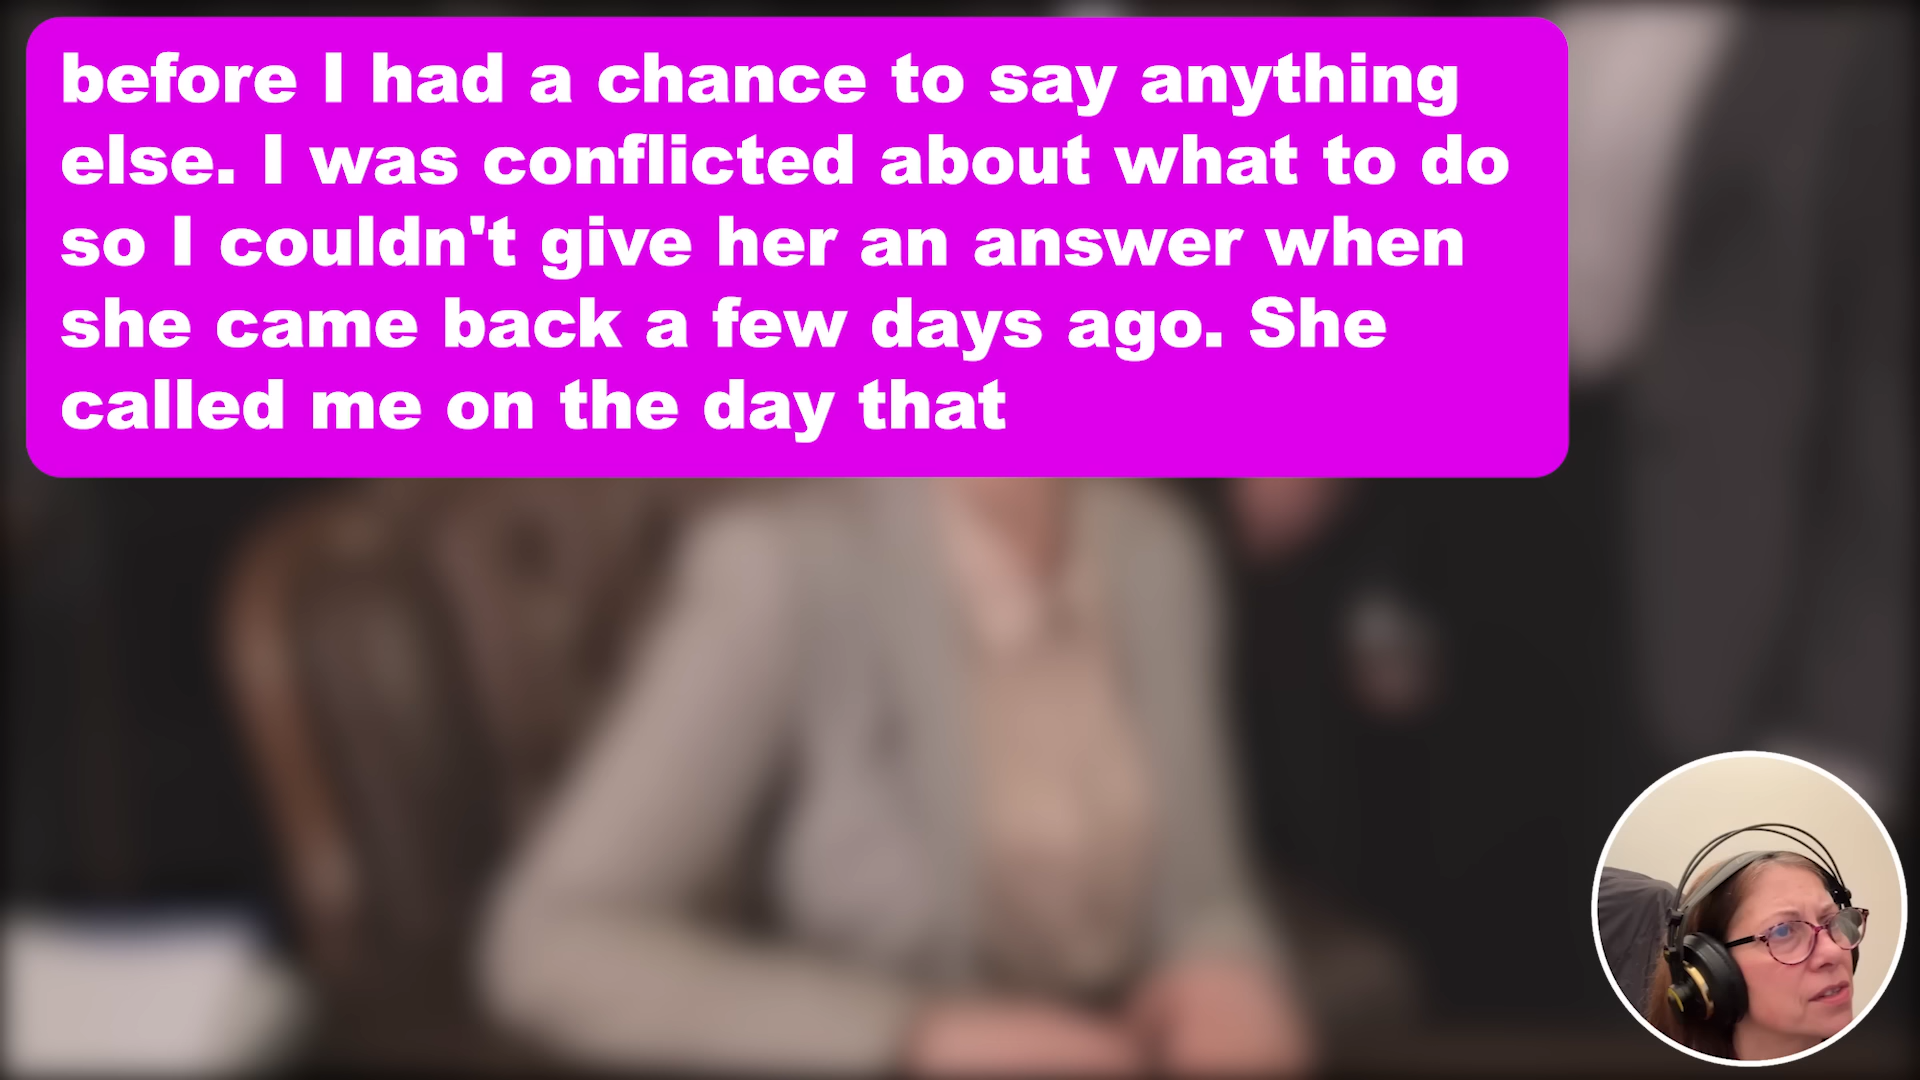 before I had a chance to say anything
else. I was conflicted about what to do
so I couldn't give her an answer when
she came back a few days ago. She
called me on the day that